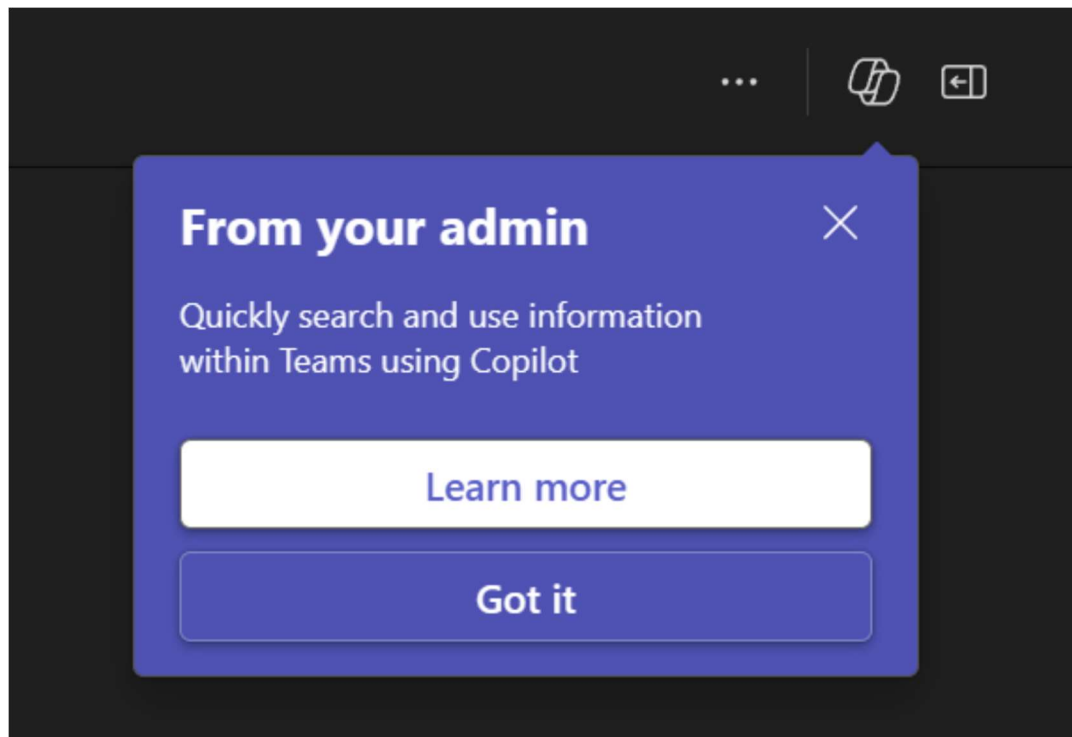 From your admin
Quickly search and use information
within Teams using Copilot
Learn more
Got it